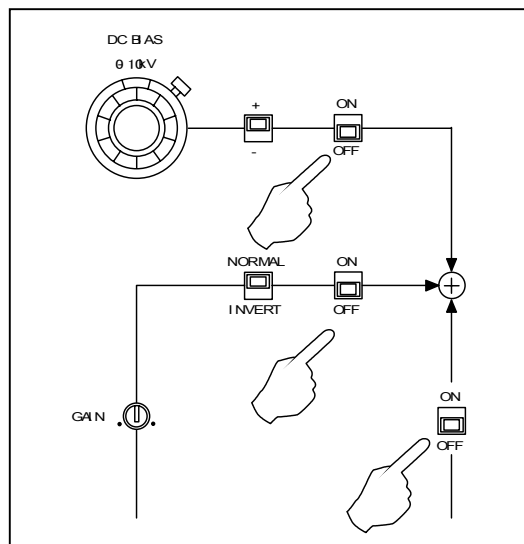 DC BIAS
0 10kV
+
-
ON
OFF
NORMAL
INVERT
ON
OFF
GAIN
ON
OFF